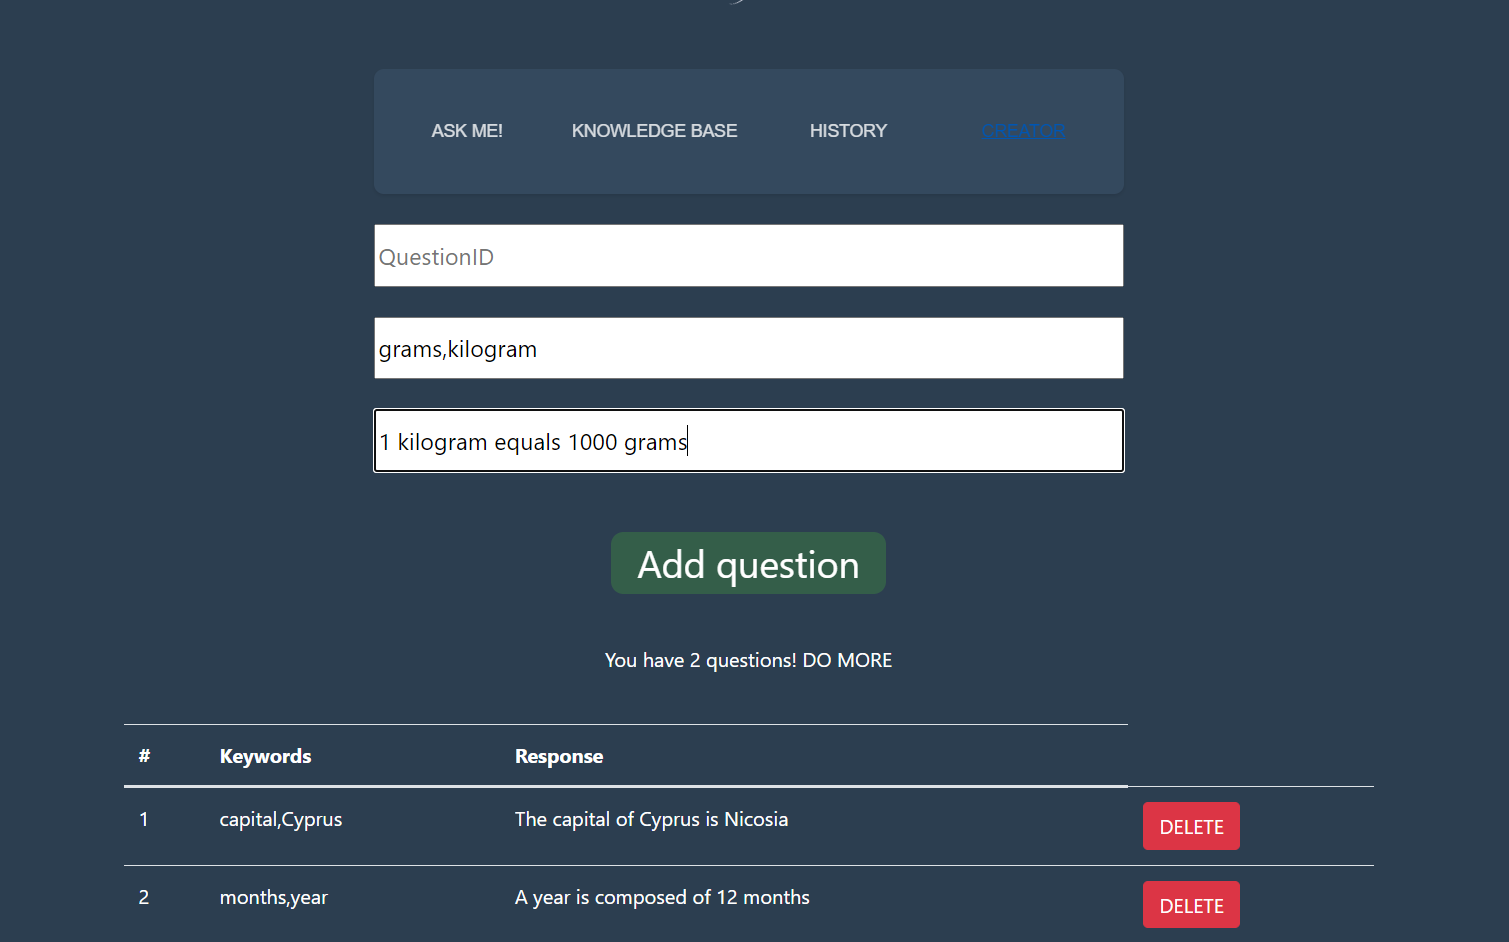 ASK ME! KNOWLEDGE BASE HISTORY CREATOR
QuestionID
grams,kilogram
1 kilogram equals 1000 grams
Add question
You have 2 questions! DO MORE
# Keywords Response
1 capital,Cyprus The capital of Cyprus is Nicosia DELETE
2 months,year A year is composed of 12 months DELETE